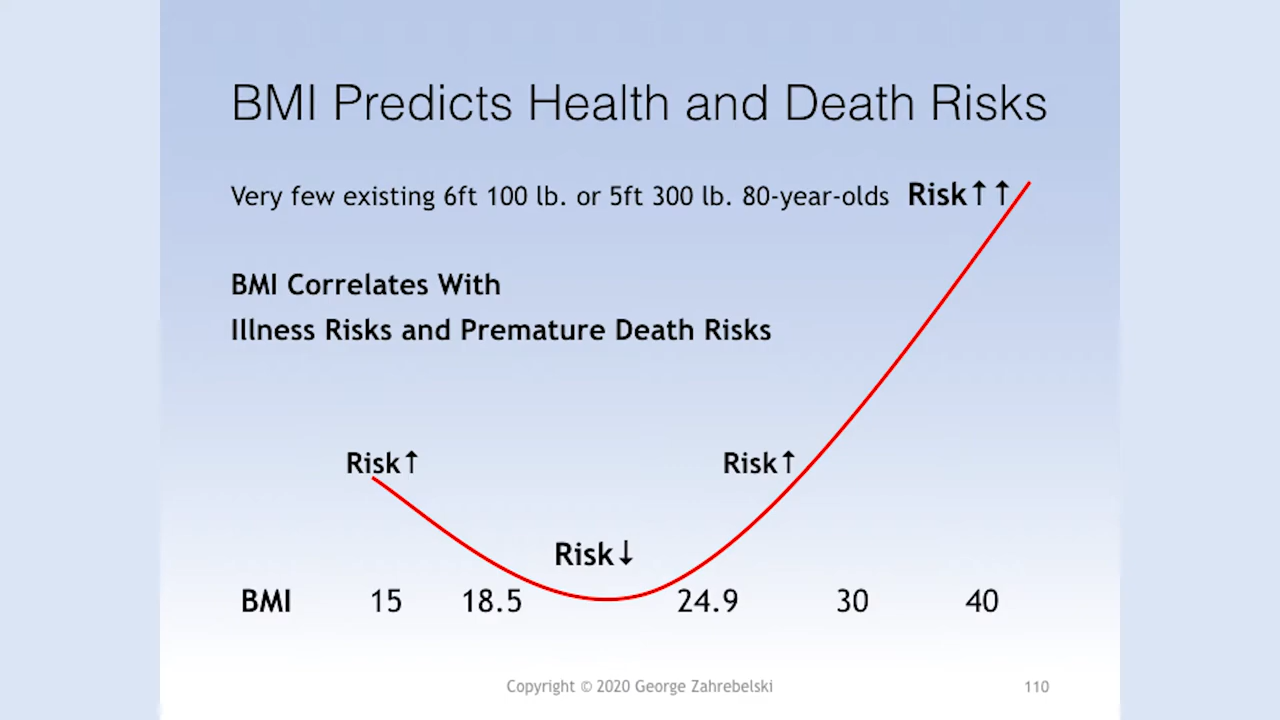 BMI Predicts Health and Death Risks
Very few existing 6ft 100 lb. or 5ft 300 lb. 80-year-olds Risk↑↑
BMI Correlates With
Illness Risks and Premature Death Risks
Risk↑ Risk↑
Risk↓
BMI 15 18.5 24.9 30 40
Copyright © 2020 George Zahrebelski 110